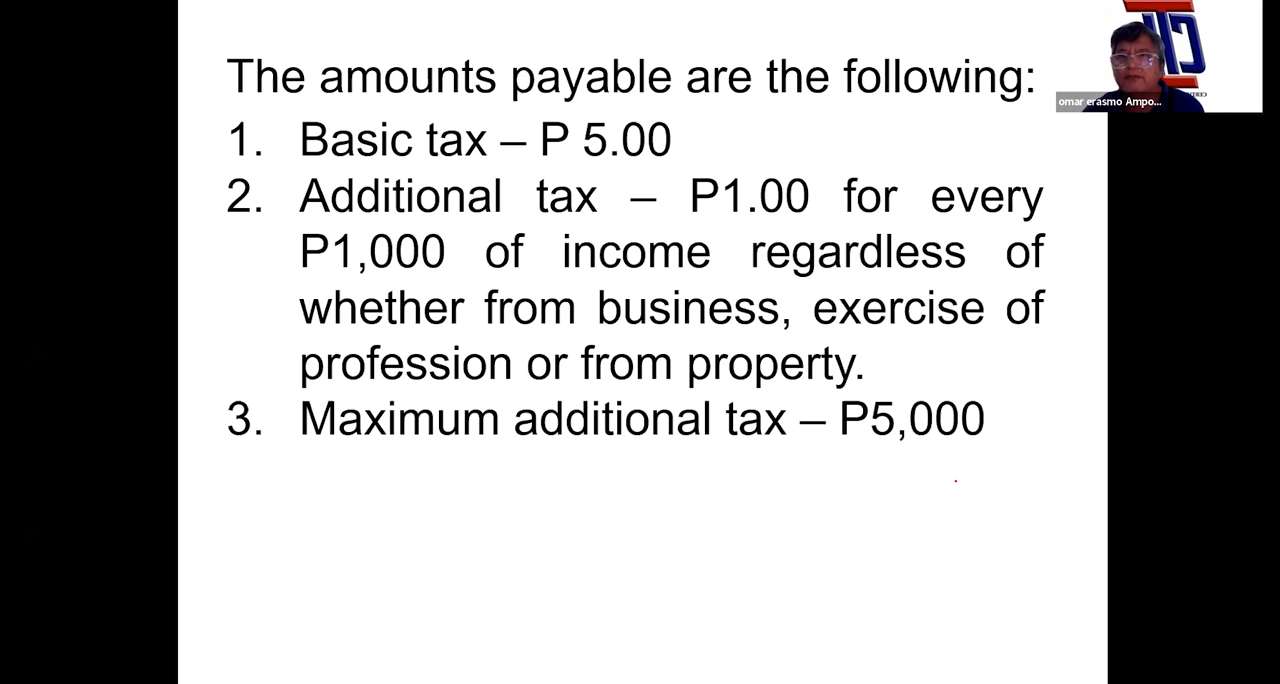 The amounts payable are the following:
1. Basic tax – P 5.00
2. Additional tax – P1.00 for every
P1,000 of income regardless of
whether from business, exercise of
profession or from property.
3. Maximum additional tax – P5,000
omar erasmo Ampo...